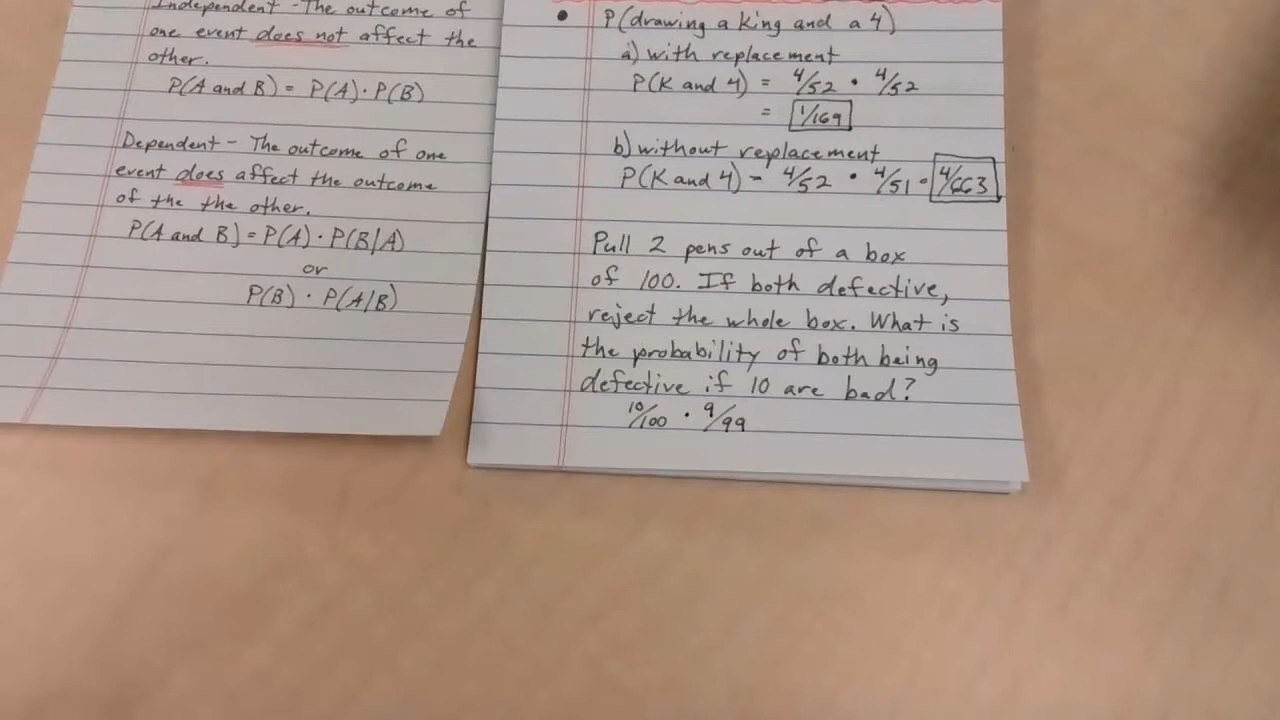 Independent - The outcome of
one event does not affect the
other.
P(A and B) = P(A) · P(B)
Dependent - The outcome of one
event does affect the outcome
of the the other.
P(A and B) = P(A) · P(B|A)
or
P(B) · P(A|B)
• P(drawing a king and a 4)
a) with replacement
P(K and 4) = 4/52 · 4/52
= 1/169
b) without replacement
P(K and 4) - 4/52 · 4/51 = 4/663
Pull 2 pens out of a box
of 100. If both defective,
reject the whole box. What is
the probability of both being
defective if 10 are bad?
10/100 · 9/99